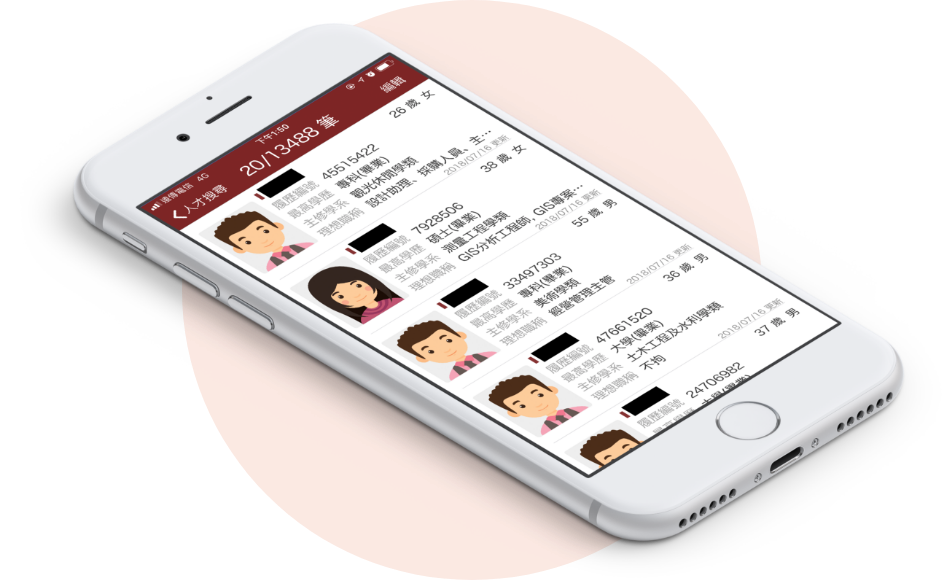 遠傳電信 4G 下午1:50
人才搜尋 20/13488 筆 編輯
26 歲 女
履歷編號 45515422
最高學歷 專科(畢業)
主修學系 觀光休閒學類
理想職稱 設計助理、採購人員、主…
2018/07/16 更新
38 歲 女
履歷編號 7928506
最高學歷 碩士(畢業)
主修學系 測量工程學類
理想職稱 GIS分析工程師, GIS專案…
2018/07/16 更新
55 歲 男
履歷編號 33497303
最高學歷 專科(畢業)
主修學系 美術學類
理想職稱 經營管理主管
2018/07/16 更新
36 歲 男
履歷編號 47661520
最高學歷 大學(畢業)
主修學系 土木工程及水利學類
理想職稱 不拘
2018/07/16 更新
37 歲 男
履歷編號 24706982